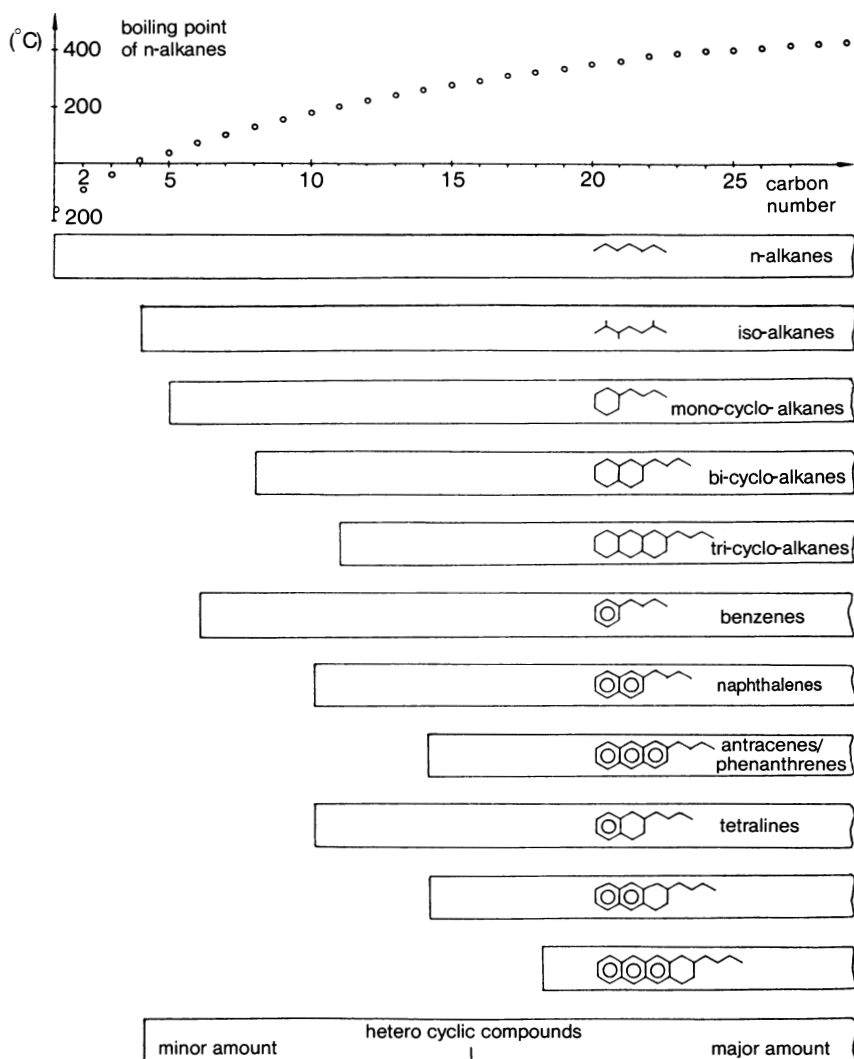 (°C)
boiling point
of n-alkanes
400
200
2
5
10
15
20
25
carbon
number
200
n-alkanes
iso-alkanes
mono-cyclo- alkanes
bi-cyclo-alkanes
tri-cyclo-alkanes
benzenes
naphthalenes
antracenes/
phenanthrenes
tetralines
hetero cyclic compounds
minor amount
major amount